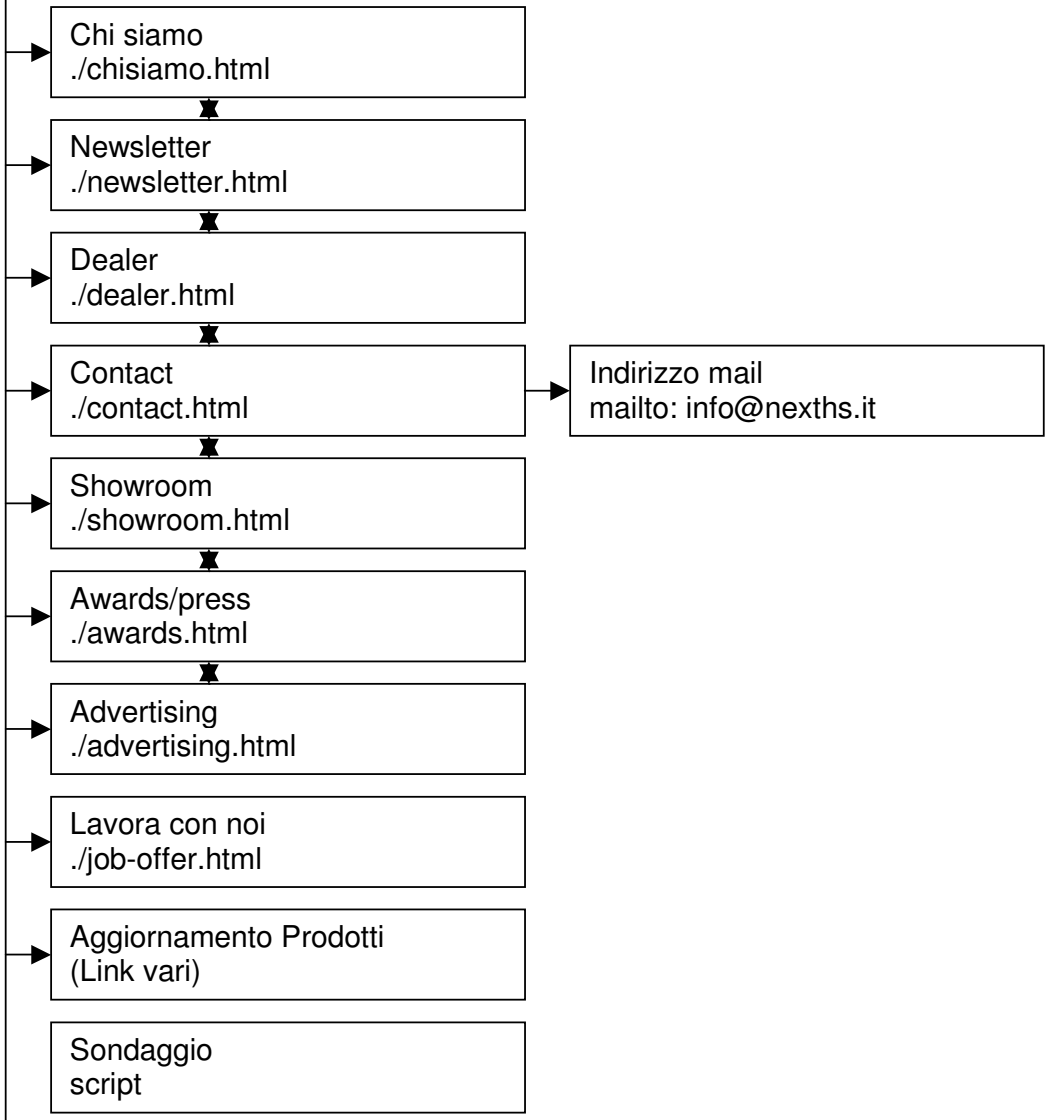 Chi siamo
./chisiamo.html
Newsletter
./newsletter.html
Dealer
./dealer.html
Contact
./contact.html
Indirizzo mail
mailto: info@nexths.it
Showroom
./showroom.html
Awards/press
./awards.html
Advertising
./advertising.html
Lavora con noi
./job-offer.html
Aggiornamento Prodotti
(Link vari)
Sondaggio
script